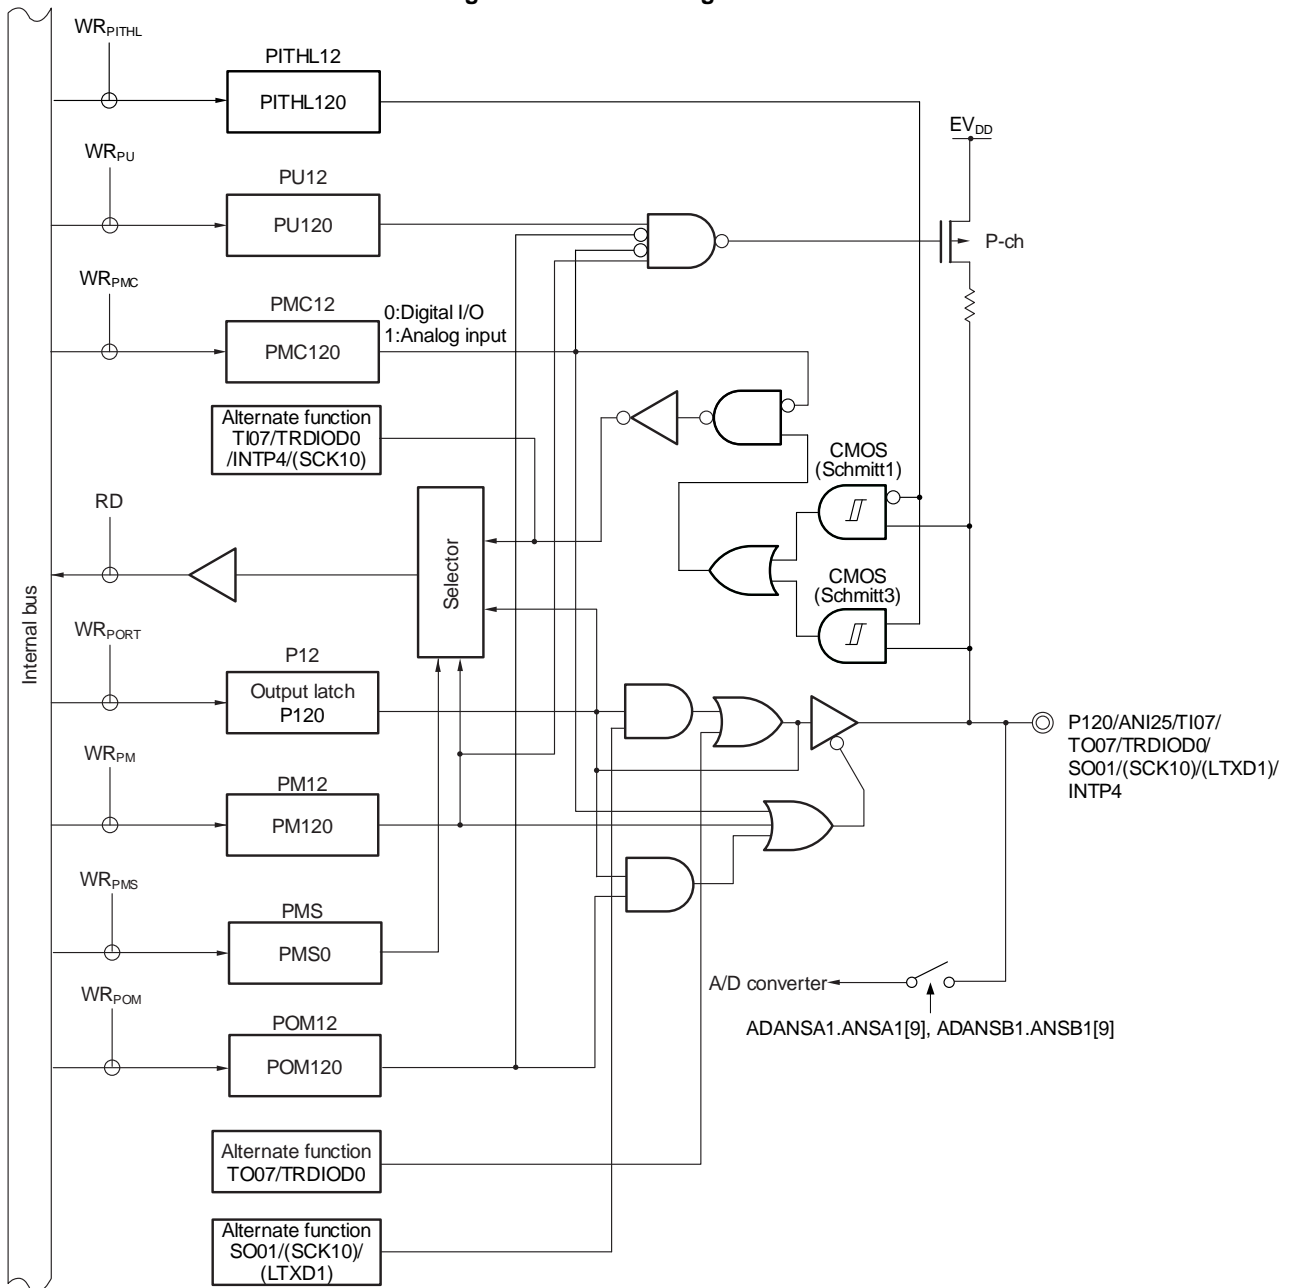 WRPITHL
PITHL12
PITHL120
EVDD
WRPU
PU12
PU120
P-ch
WRPMC
PMC12
0:Digital I/O
1:Analog input
PMC120
Alternate function
TI07/TRDIOD0
/INTP4/(SCK10)
CMOS
(Schmitt1)
RD
Selector
CMOS
(Schmitt3)
Internal bus
WRPORT
P12
Output latch
P120
P120/ANI25/TI07/
TO07/TRDIOD0/
SO01/(SCK10)/(LTXD1)/
INTP4
WRPM
PM12
PM120
WRPMS
PMS
PMS0
A/D converter
ADANSA1.ANSA1[9], ADANSB1.ANSB1[9]
WRPOM
POM12
POM120
Alternate function
TO07/TRDIOD0
Alternate function
SO01/(SCK10)/
(LTXD1)